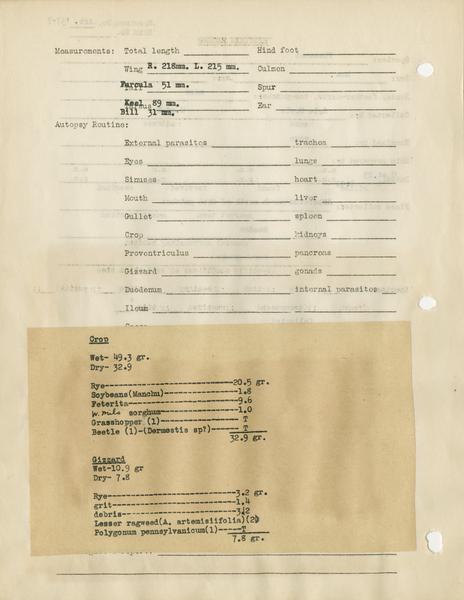 Measurements: Total length Hind foot
Wing R. 218mm. L. 215 mm. Culmen
Furcula 51 mm. Spur
Keel 89 mm. Ear
Bill 31 mm.
Autopsy Routine:
External parasites trachea
Eyes lungs
Sinuses heart
Mouth liver
Gullet spleen
Crop kidneys
Proventriculus pancreas
Gizzard gonads
Duodenum internal parasites
Ileum
Crop
Wet- 49.3 gr.
Dry- 32.9
Rye---------------------------20.5 gr.
Soybeans(Manchu)---------------1.8
Feterita-----------------------9.6
sorghum------------------1.0
Grasshopper (1)----------------T
Beetle (1)-(Dermestis sp?)-----T
32.9 gr.
Gizzard
Wet-10.9 gr
Dry- 7.8
Rye----------------------------3.2 gr.
grit---------------------------1.4
debris-------------------------3.2
Lesser ragweed(A. artemisiifolia)(2)
Polygonum pennsylvanicum(1)-----T
7.8 gr.